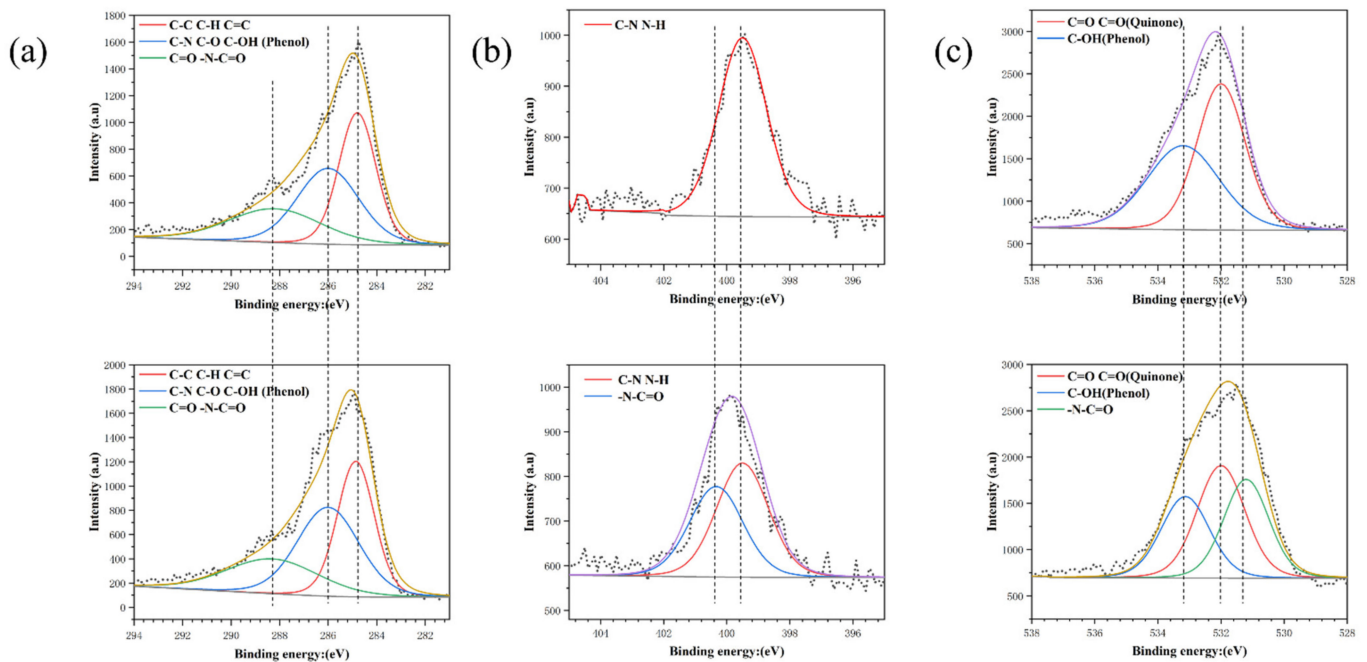 (a)
C-C C-H C=C
C-N C-O C-OH (Phenol)
C=O -N-C=O
Intensity (a.u)
1800
1600
1400
1200
1000
800
600
400
200
0
294 292 290 288 286 284 282
Binding energy:(eV)
(b)
C-N N-H
Intensity (a.u)
1000
900
800
700
600
404 402 400 398 396
Binding energy:(eV)
(c)
C=O C=O(Quinone)
C-OH(Phenol)
Intensity (a.u)
3000
2500
2000
1500
1000
500
538 536 534 532 530 528
Binding energy:(eV)
C-C C-H C=C
C-N C-O C-OH (Phenol)
C=O -N-C=O
Intensity (a.u)
2000
1800
1600
1400
1200
1000
800
600
400
200
0
294 292 290 288 286 284 282
Binding energy:(eV)
C-N N-H
-N-C=O
Intensity (a.u)
1000
900
800
700
600
500
404 402 400 398 396
Binding energy:(eV)
C=O C=O(Quinone)
C-OH(Phenol)
-N-C=O
Intensity (a.u)
3000
2500
2000
1500
1000
500
538 536 534 532 530 528
Binding energy:(eV)